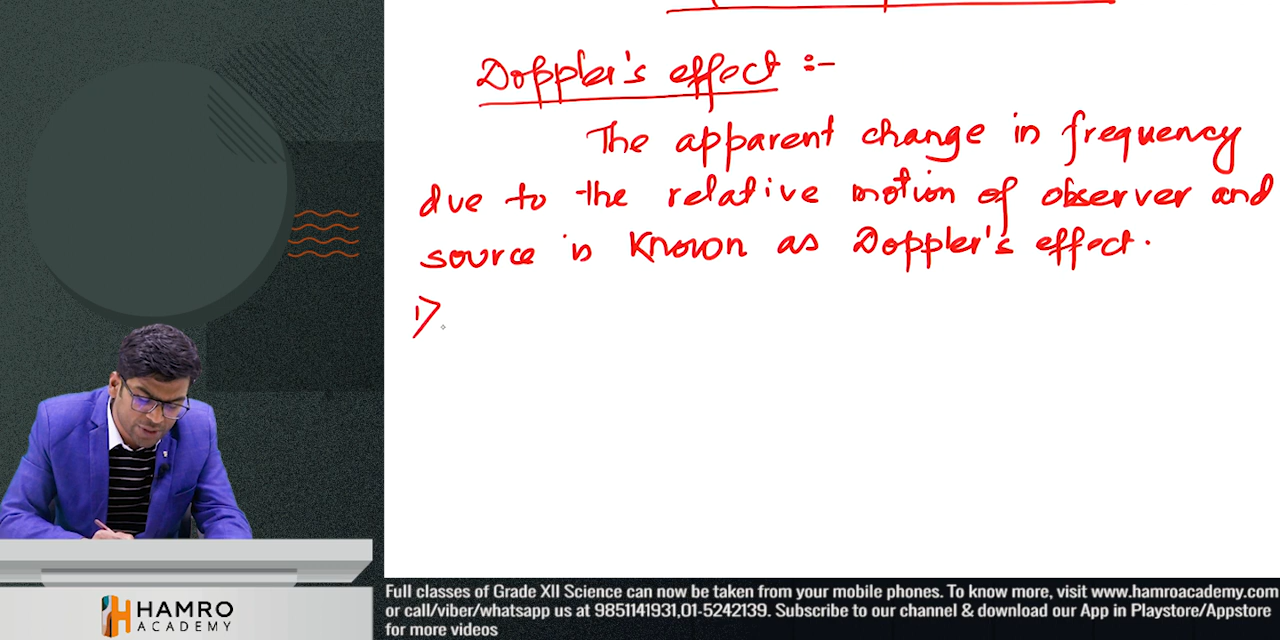 Doppler's effect :-
The apparent change in frequency
due to the relative motion of observer and
source is known as Doppler's effect.
1)
HAMRO
ACADEMY
Full classes of Grade XII Science can now be taken from your mobile phones. To know more, visit www.hamroacademy.com
or call/viber/whatsapp us at 9851141931,01-5242139. Subscribe to our channel & download our App in Playstore/Appstore
for more videos